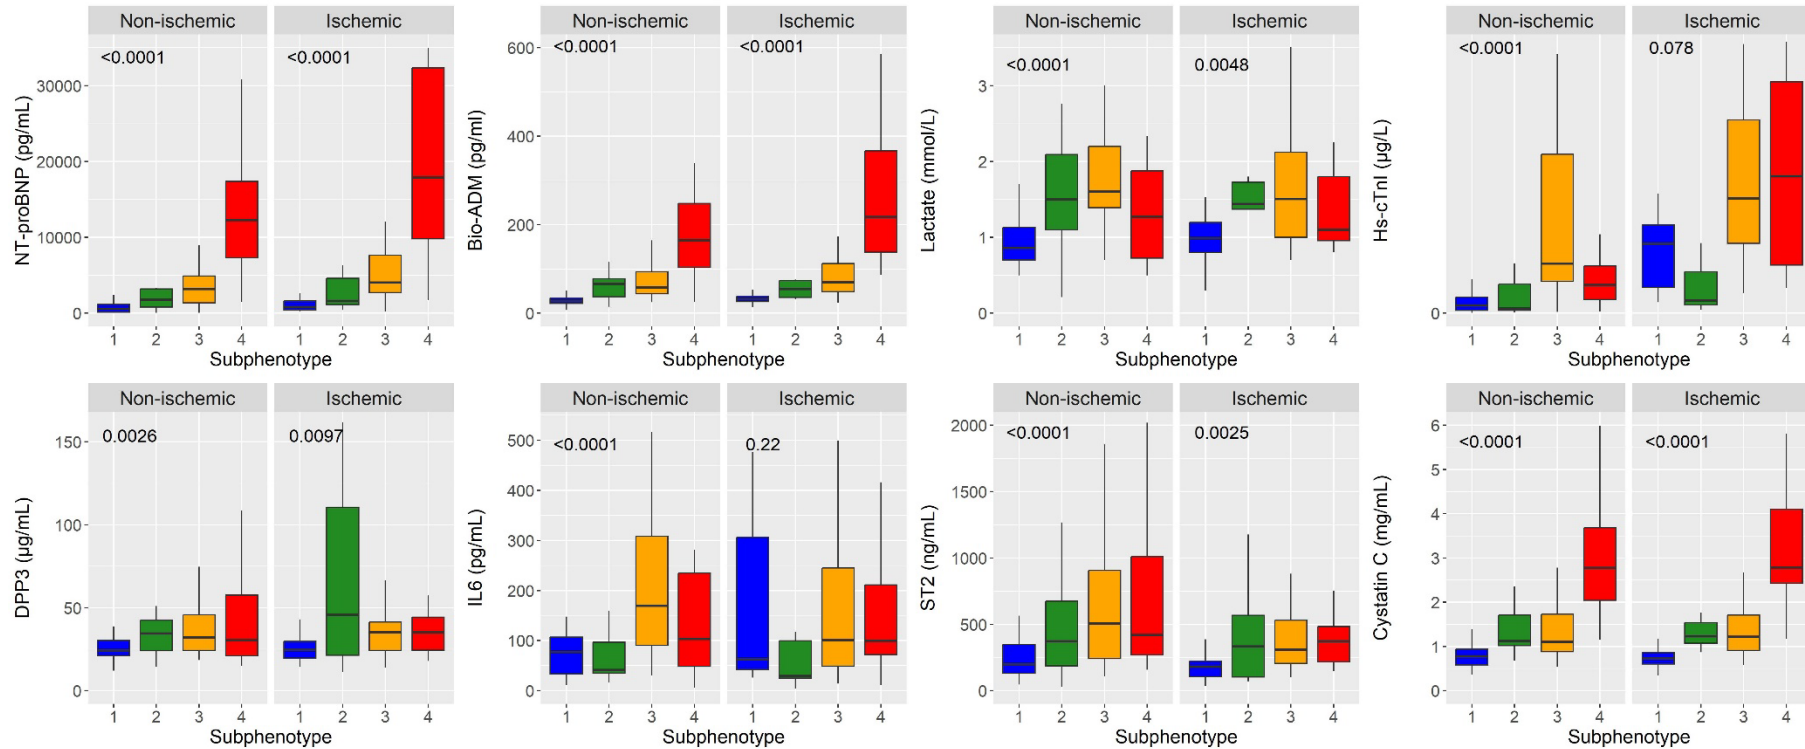 Non-ischemic Ischemic
<0.0001 <0.0001
NT-proBNP (pg/mL)
30000
20000
10000
0
1 2 3 4 1 2 3 4
Subphenotype
Non-ischemic Ischemic
<0.0001 <0.0001
Bio-ADM (pg/ml)
600
400
200
0
1 2 3 4 1 2 3 4
Subphenotype
Non-ischemic Ischemic
<0.0001 0.0048
Lactate (mmol/L)
3
2
1
0
1 2 3 4 1 2 3 4
Subphenotype
Non-ischemic Ischemic
<0.0001 0.078
Hs-cTnI (µg/L)
0
1 2 3 4 1 2 3 4
Subphenotype
Non-ischemic Ischemic
0.0026 0.0097
DPP3 (µg/mL)
150
100
50
0
1 2 3 4 1 2 3 4
Subphenotype
Non-ischemic Ischemic
<0.0001 0.22
IL6 (pg/mL)
500
400
300
200
100
0
1 2 3 4 1 2 3 4
Subphenotype
Non-ischemic Ischemic
<0.0001 0.0025
ST2 (ng/mL)
2000
1500
1000
500
0
1 2 3 4 1 2 3 4
Subphenotype
Non-ischemic Ischemic
<0.0001 <0.0001
Cystatin C (mg/mL)
6
5
4
3
2
1
0
1 2 3 4 1 2 3 4
Subphenotype